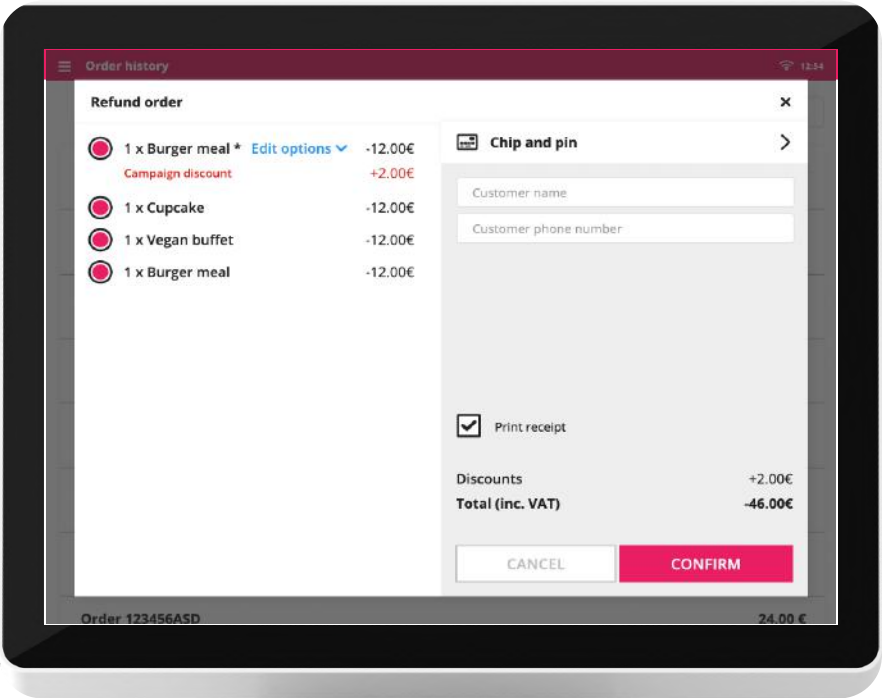 Order history
12:54
Refund order
1 x Burger meal * Edit options -12.00€
Campaign discount +2.00€
1 x Cupcake -12.00€
1 x Vegan buffet -12.00€
1 x Burger meal -12.00€
Chip and pin
Customer name
Customer phone number
Print receipt
Discounts +2.00€
Total (inc. VAT) -46.00€
CANCEL CONFIRM
Order 123456ASD 24.00 €